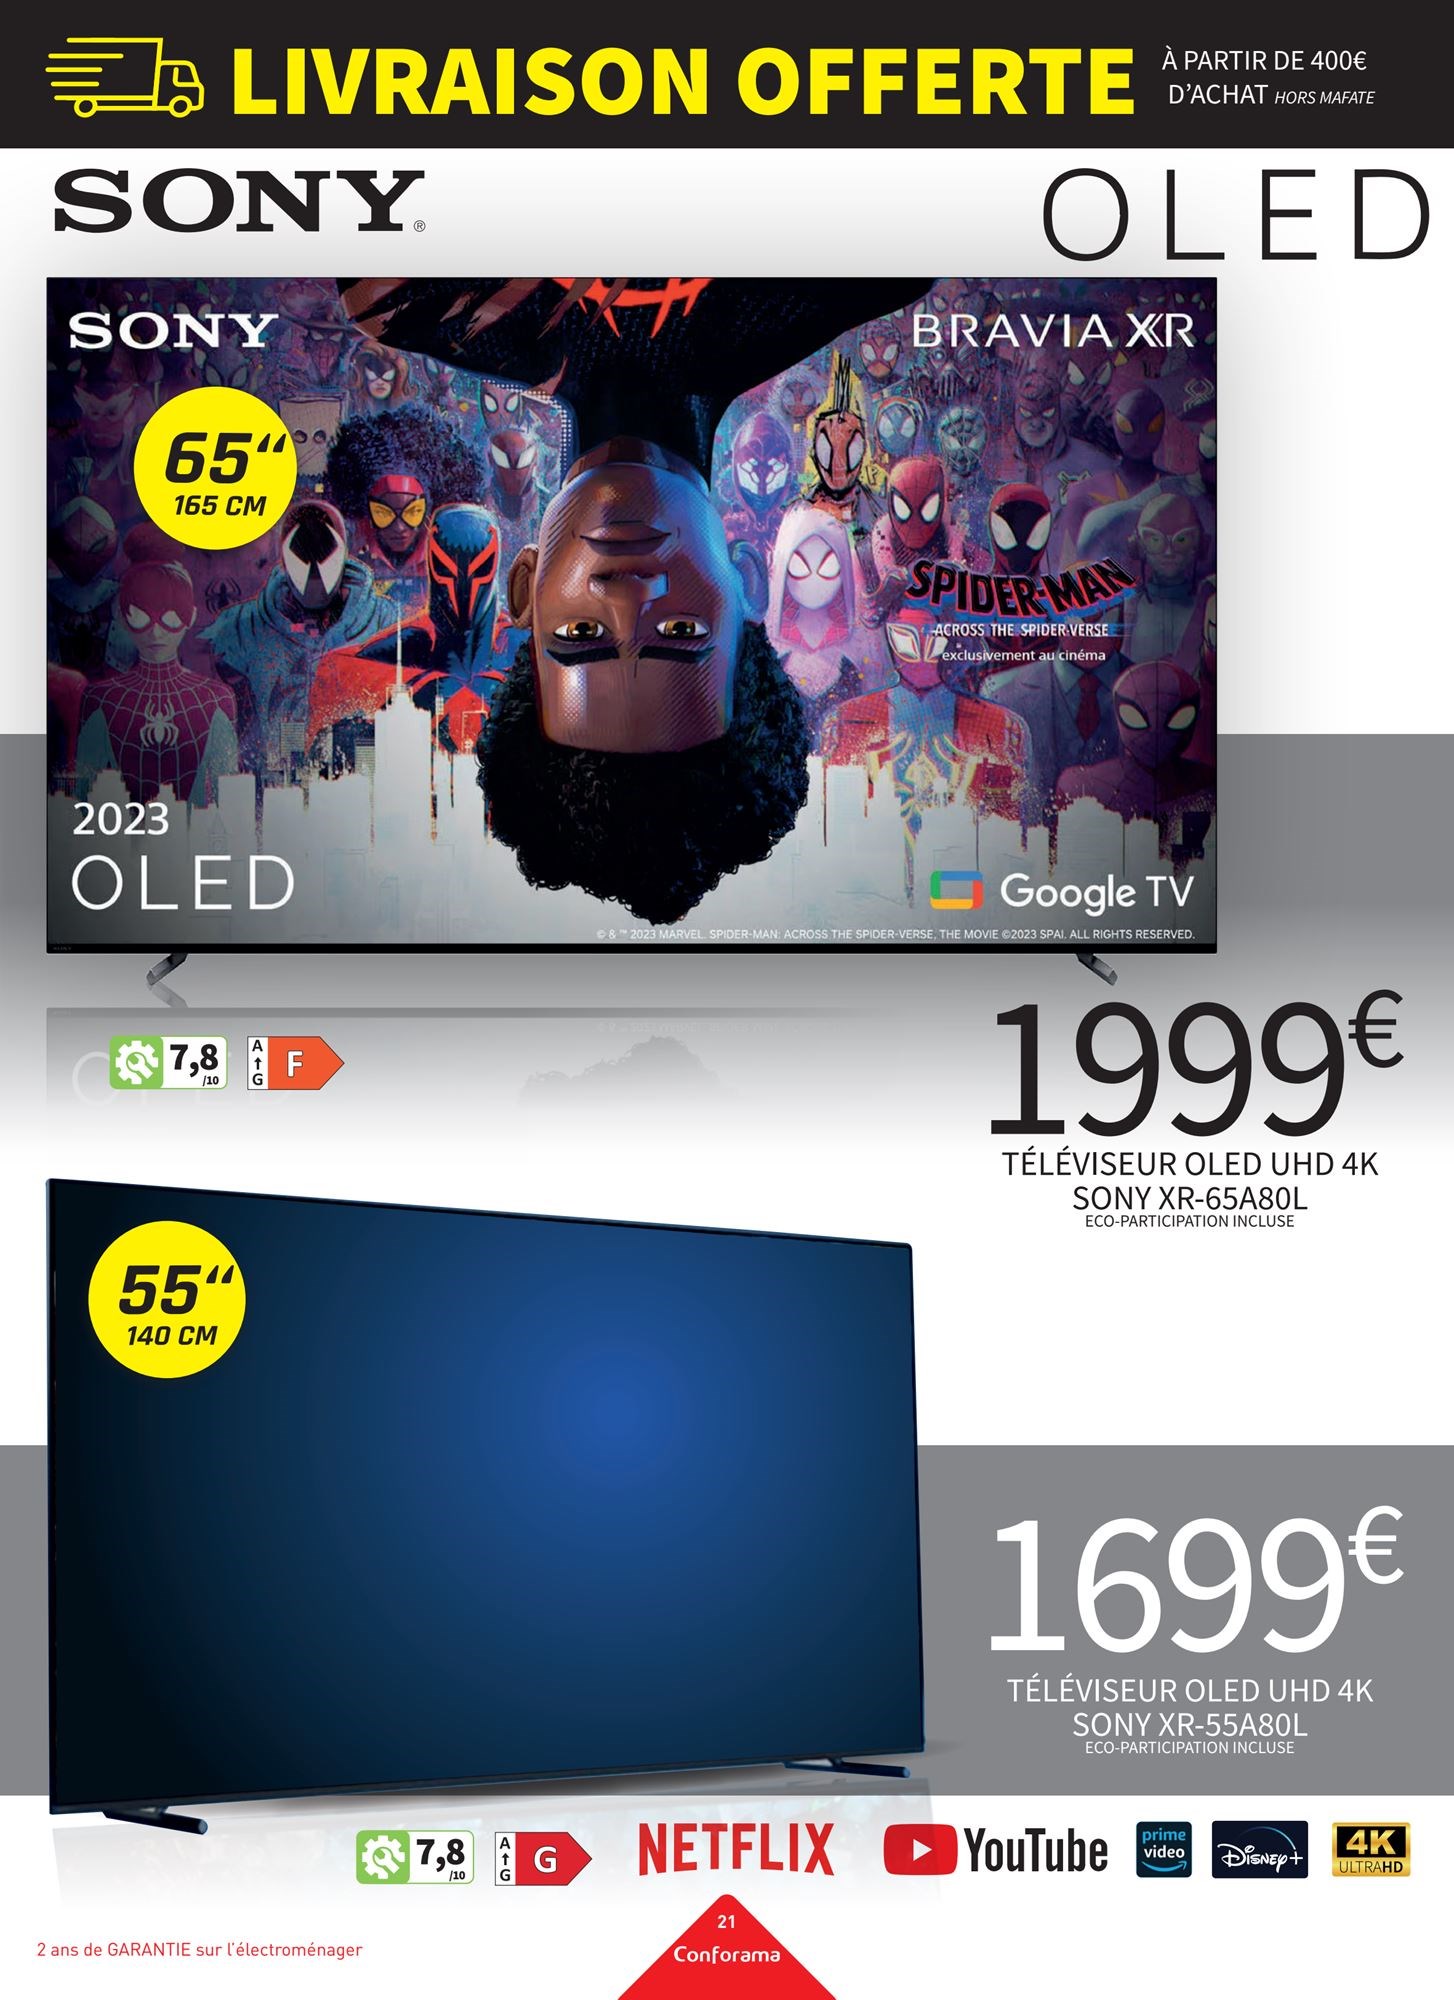 LIVRAISON OFFERTE
À PARTIR DE 400€
D'ACHAT HORS MAFATE
SONY®
OLED
SONY
BRAVIA XR
65"
165 CM
SPIDER-MAN
ACROSS THE SPIDER-VERSE
exclusivement au cinéma
2023
OLED
Google TV
© & ™ 2023 MARVEL. SPIDER-MAN: ACROSS THE SPIDER-VERSE, THE MOVIE ©2023 SPAI. ALL RIGHTS RESERVED.
7,8
/10
A
G
F
1999€
TÉLÉVISEUR OLED UHD 4K
SONY XR-65A80L
ECO-PARTICIPATION INCLUSE
55"
140 CM
1699€
TÉLÉVISEUR OLED UHD 4K
SONY XR-55A80L
ECO-PARTICIPATION INCLUSE
7,8
/10
A
G
G
NETFLIX
YouTube
prime
video
Disney+
4K
ULTRAHD
2 ans de GARANTIE sur l'électroménager
21
Conforama